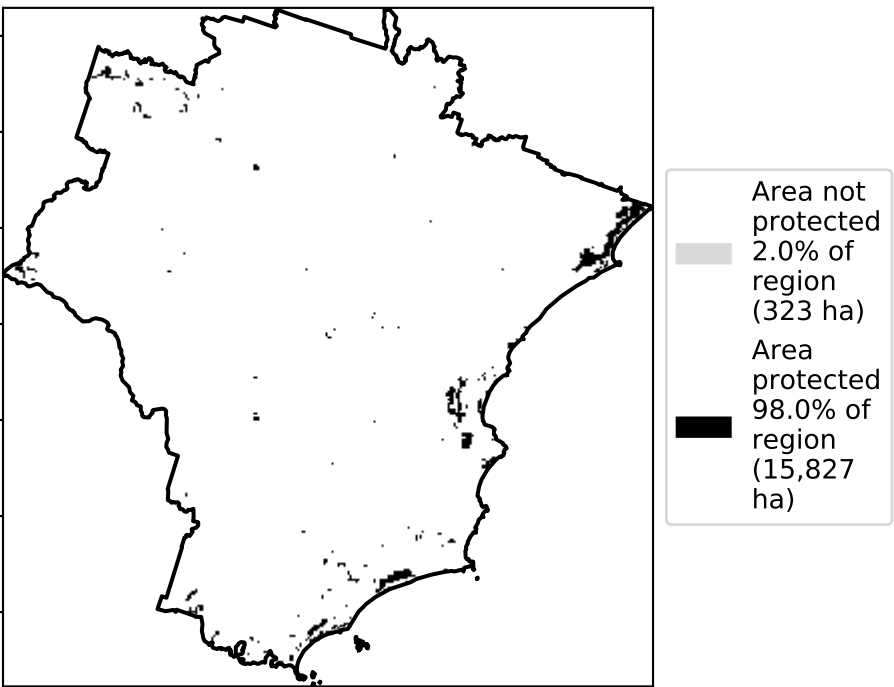 Area not
protected
2.0% of
region
(323 ha)
Area
protected
98.0% of
region
(15,827
ha)